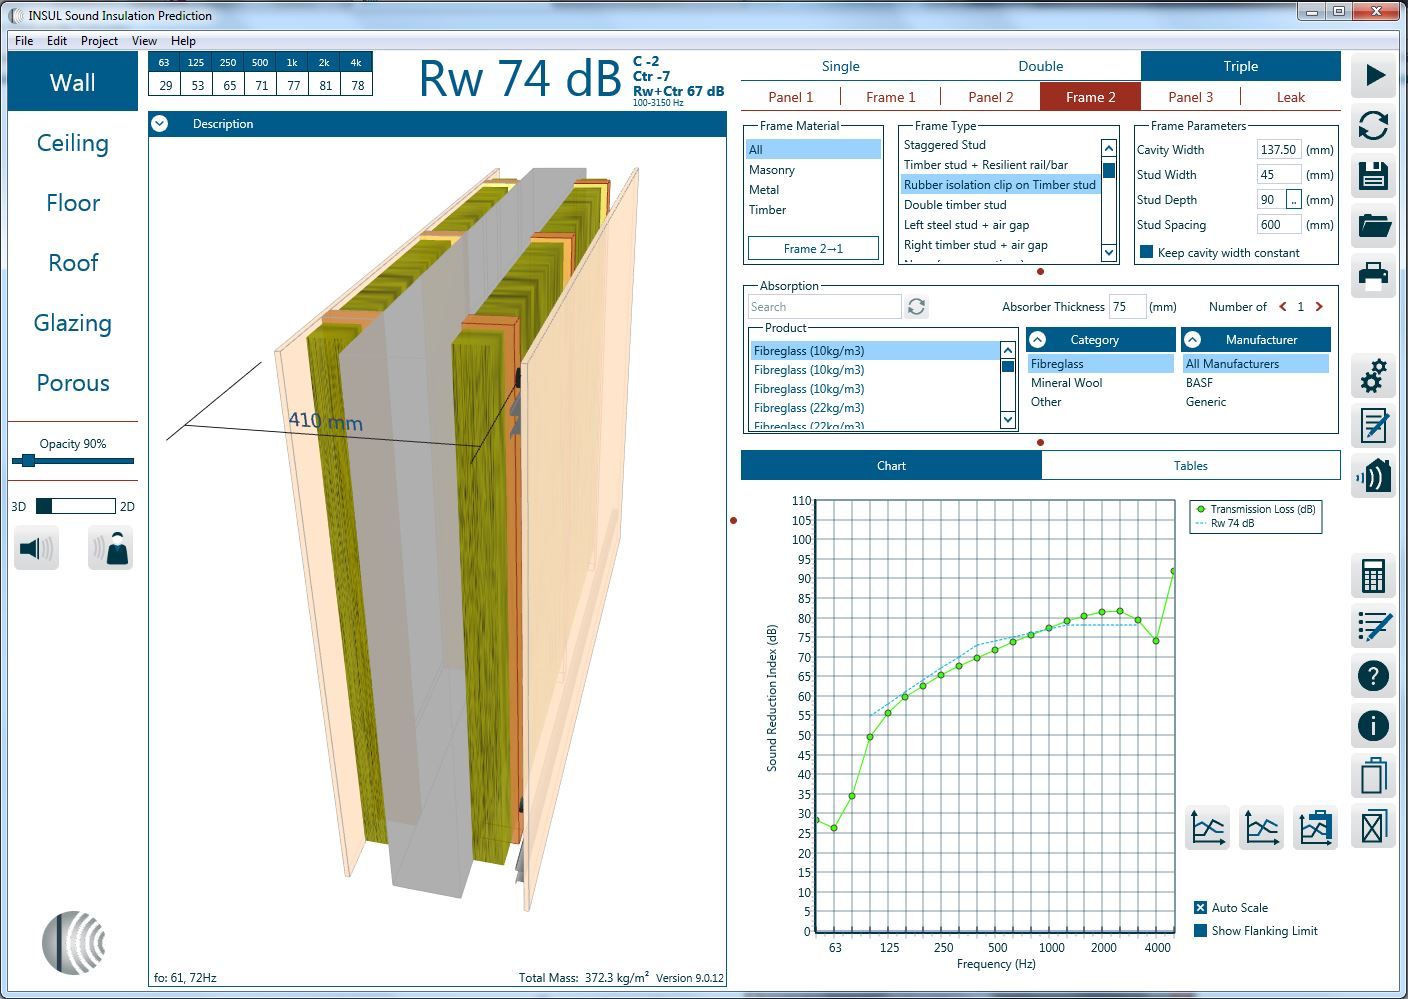 INSUL Sound Insulation Prediction
File Edit Project View Help
Wall
Ceiling
Floor
Roof
Glazing
Porous
Opacity 90%
3D 2D
63 125 250 500 1k 2k 4k
29 53 65 71 77 81 78
Rw 74 dB
C -2
Ctr -7
Rw+Ctr 67 dB
100-3150 Hz
Description
410 mm
fo: 61, 72Hz
Total Mass: 372.3 kg/m² Version 9.0.12
Single Double Triple
Panel 1 Frame 1 Panel 2 Frame 2 Panel 3 Leak
Frame Material
All
Masonry
Metal
Timber
Frame 2→1
Frame Type
Staggered Stud
Timber stud + Resilient rail/bar
Rubber isolation clip on Timber stud
Double timber stud
Left steel stud + air gap
Right timber stud + air gap
Frame Parameters
Cavity Width 137.50 (mm)
Stud Width 45 (mm)
Stud Depth 90 .. (mm)
Stud Spacing 600 (mm)
Keep cavity width constant
Absorption
Search
Absorber Thickness 75 (mm)
Number of < 1 >
Product
Fibreglass (10kg/m3)
Fibreglass (10kg/m3)
Fibreglass (10kg/m3)
Fibreglass (22kg/m3)
Fibreglass (22kg/m3)
Category
Fibreglass
Mineral Wool
Other
Manufacturer
All Manufacturers
BASF
Generic
Chart Tables
110
105
100
95
90
85
80
75
70
65
60
55
50
45
40
35
30
25
20
15
10
5
0
Sound Reduction Index (dB)
63 125 250 500 1000 2000 4000
Frequency (Hz)
Transmission Loss (dB)
Rw 74 dB
Auto Scale
Show Flanking Limit